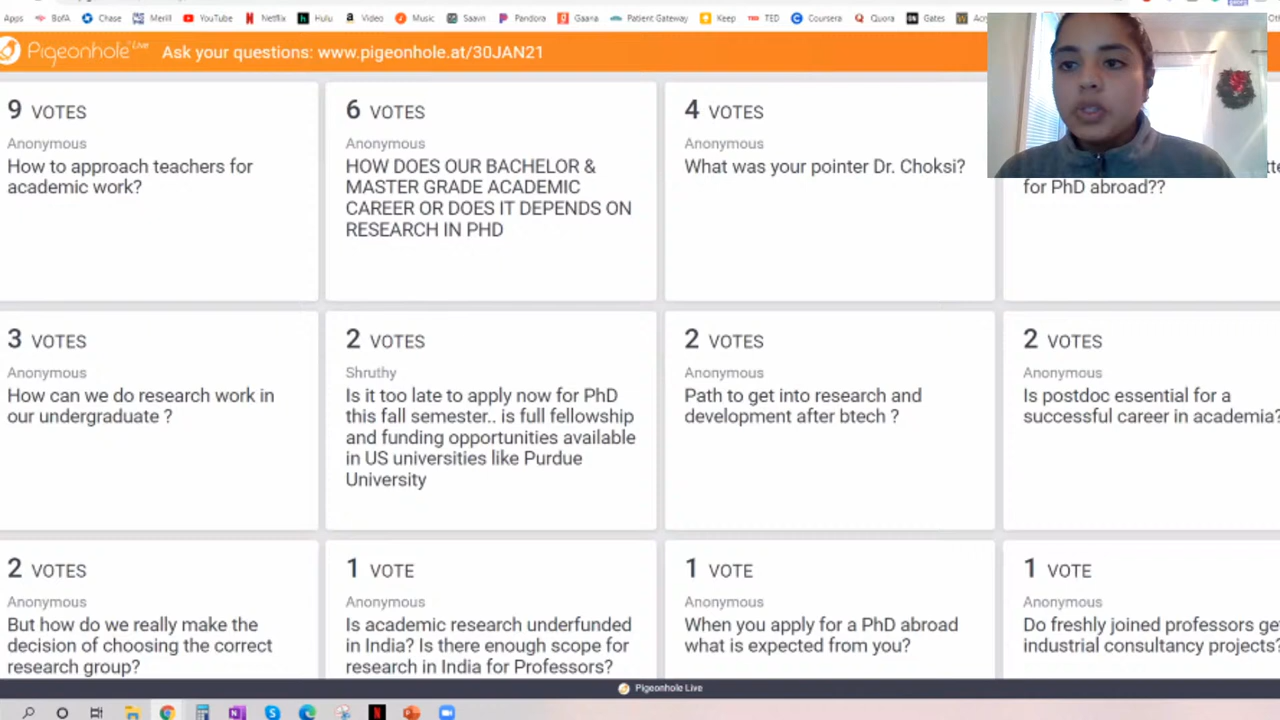 Apps BofA Chase Merill YouTube Netflix Hulu Video Music Saavn Pandora Gaana Patient Gateway Keep TED Coursera Quora Gates
Pigeonhole Live Ask your questions: www.pigeonhole.at/30JAN21
9 VOTES
Anonymous
How to approach teachers for
academic work?
6 VOTES
Anonymous
HOW DOES OUR BACHELOR &
MASTER GRADE ACADEMIC
CAREER OR DOES IT DEPENDS ON
RESEARCH IN PHD
4 VOTES
Anonymous
What was your pointer Dr. Choksi?
for PhD abroad??
3 VOTES
Anonymous
How can we do research work in
our undergraduate ?
2 VOTES
Shruthy
Is it too late to apply now for PhD
this fall semester.. is full fellowship
and funding opportunities available
in US universities like Purdue
University
2 VOTES
Anonymous
Path to get into research and
development after btech ?
2 VOTES
Anonymous
Is postdoc essential for a
successful career in academia?
2 VOTES
Anonymous
But how do we really make the
decision of choosing the correct
research group?
1 VOTE
Anonymous
Is academic research underfunded
in India? Is there enough scope for
research in India for Professors?
1 VOTE
Anonymous
When you apply for a PhD abroad
what is expected from you?
1 VOTE
Anonymous
Do freshly joined professors
industrial consultancy projects?
Pigeonhole Live